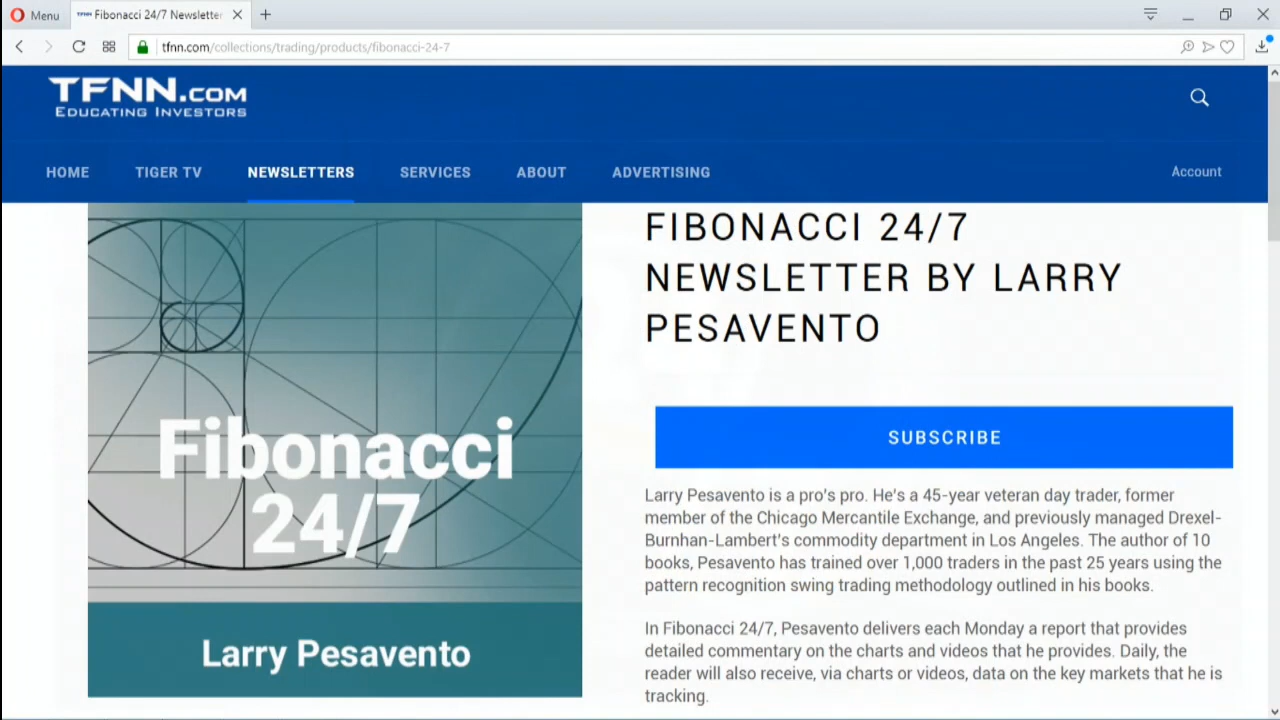 Menu
Fibonacci 24/7 Newsletter
tfnn.com/collections/trading/products/fibonacci-24-7
TFNN.COM
EDUCATING INVESTORS
HOME TIGER TV NEWSLETTERS SERVICES ABOUT ADVERTISING Account
FIBONACCI 24/7
NEWSLETTER BY LARRY
PESAVENTO
Fibonacci
24/7
Larry Pesavento
SUBSCRIBE
Larry Pesavento is a pro's pro. He's a 45-year veteran day trader, former
member of the Chicago Mercantile Exchange, and previously managed Drexel-
Burnhan-Lambert's commodity department in Los Angeles. The author of 10
books, Pesavento has trained over 1,000 traders in the past 25 years using the
pattern recognition swing trading methodology outlined in his books.
In Fibonacci 24/7, Pesavento delivers each Monday a report that provides
detailed commentary on the charts and videos that he provides. Daily, the
reader will also receive, via charts or videos, data on the key markets that he is
tracking.